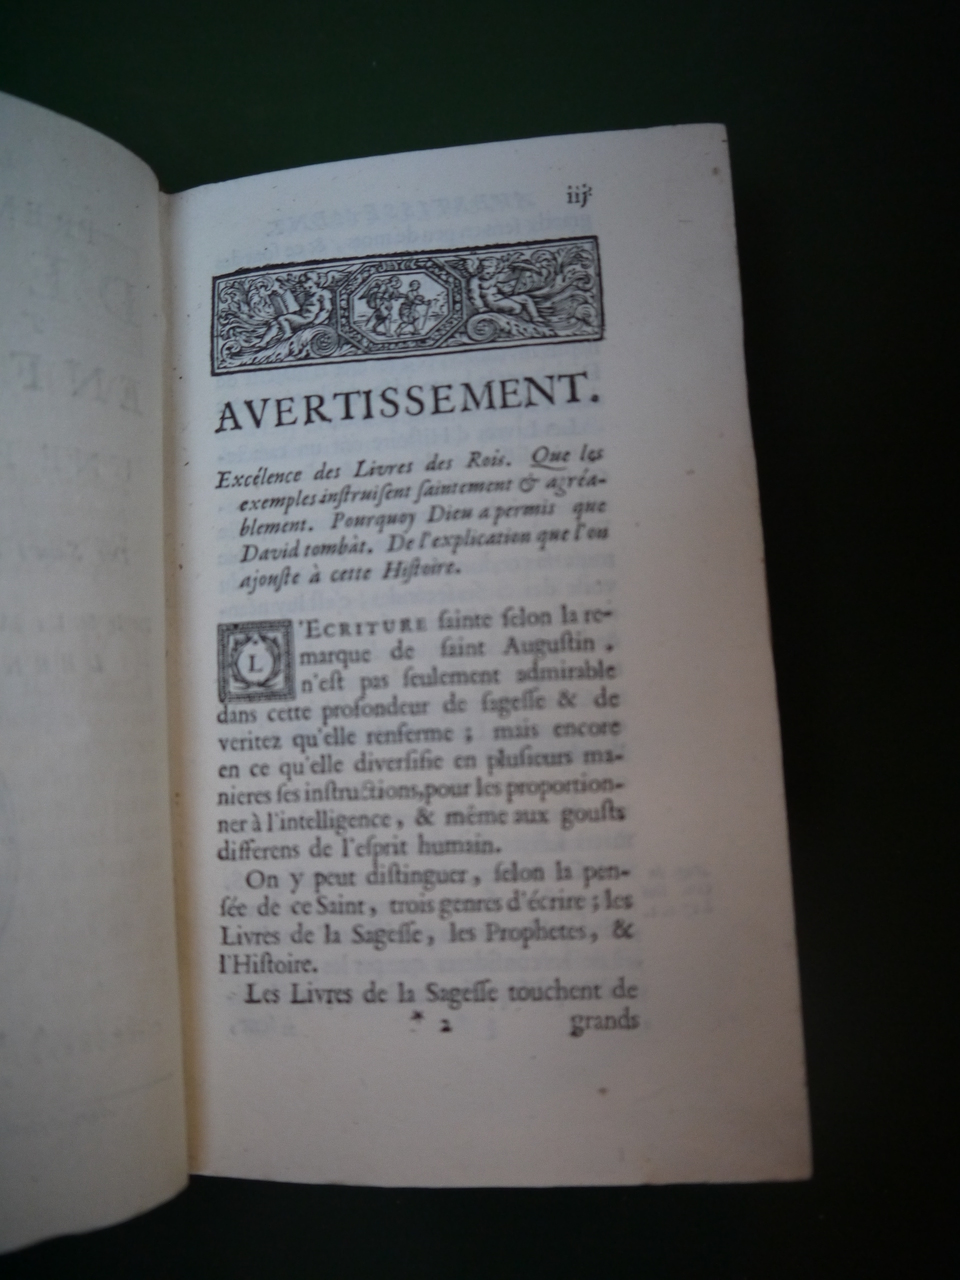 iij
AVERTISSEMENT.
Excélence des Livres des Rois. Que les
exemples inſtruiſent ſaintement & agréa-
blement. Pourquoy Dieu a permis que
David tombât. De l'explication que l'on
ajouſte à cette Hiſtoire.
L'ECRITURE ſainte ſelon la re-
marque de ſaint Auguſtin,
n'eſt pas ſeulement admirable
dans cette profondeur de ſageſſe & de
veritez qu'elle renferme ; mais encore
en ce qu'elle diverſifie en pluſieurs ma-
nieres ſes inſtructions, pour les proportion-
ner à l'intelligence, & même aux gouſts
differens de l'eſprit humain.
On y peut diſtinguer, ſelon la pen-
ſée de ce Saint, trois genres d'écrire ; les
Livres de la Sageſſe, les Prophetes, &
l'Hiſtoire.
Les Livres de la Sageſſe touchent de
* 2 grands